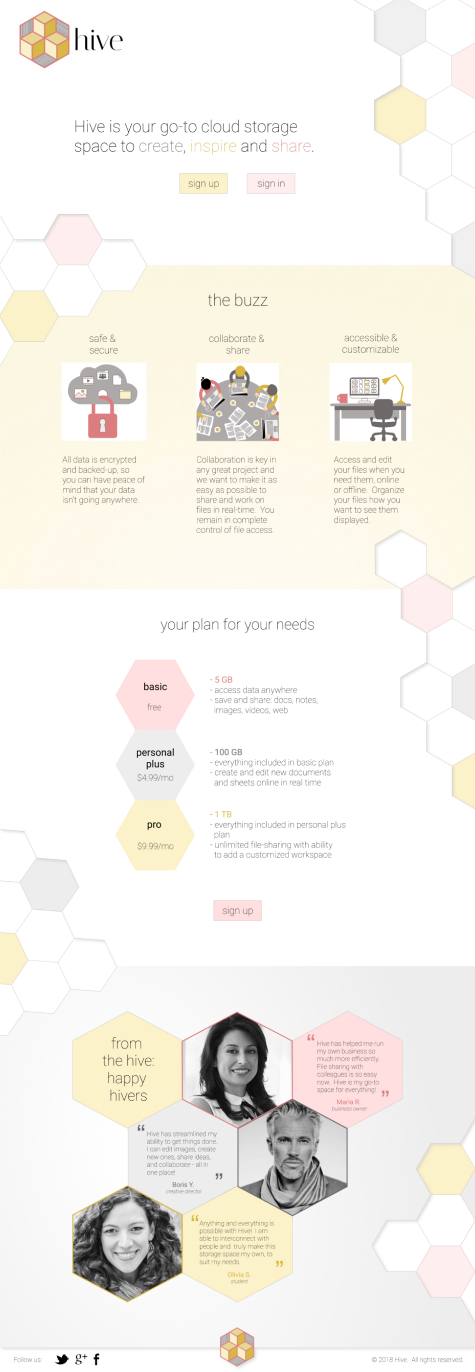 hive
Hive is your go-to cloud storage
space to create, inspire and share.
sign up
sign in
the buzz
safe &
secure
All data is encrypted
and backed-up, so
you can have peace of
mind that your data
isn't going anywhere.
collaborate &
share
Collaboration is key in
any great project and
we want to make it as
easy as possible to
share and work on
files in real-time. You
remain in complete
control of file access.
accessible &
customizable
Access and edit
your files when you
need them, online
or offline. Organize
your files how you
want to see them
displayed.
your plan for your needs
basic
free
- 5 GB
- access data anywhere
- save and share: docs, notes,
images, videos, web
personal
plus
$4.99/mo
- 100 GB
- everything included in basic plan
- create and edit new documents
and sheets online in real time
pro
$9.99/mo
- 1 TB
- everything included in personal plus
plan
- unlimited file-sharing with ability
to add a customized workspace
sign up
from
the hive:
happy
hivers
“
Hive has helped me run
my own business so
much more efficiently.
File sharing with
colleagues is so easy
now. Hive is my go-to
space for everything!
”
Maria R.
business owner
“
Hive has streamlined my
ability to get things done.
I can edit images, create
new ones, share ideas,
and collaborate - all in
one place!
”
Boris Y.
creative director
“
Anything and everything is
possible with Hive! I am
able to interconnect with
people and truly make this
storage space my own, to
suit my needs.
”
Olivia S.
student
Follow us:
g+ f
© 2018 Hive. All rights reserved.